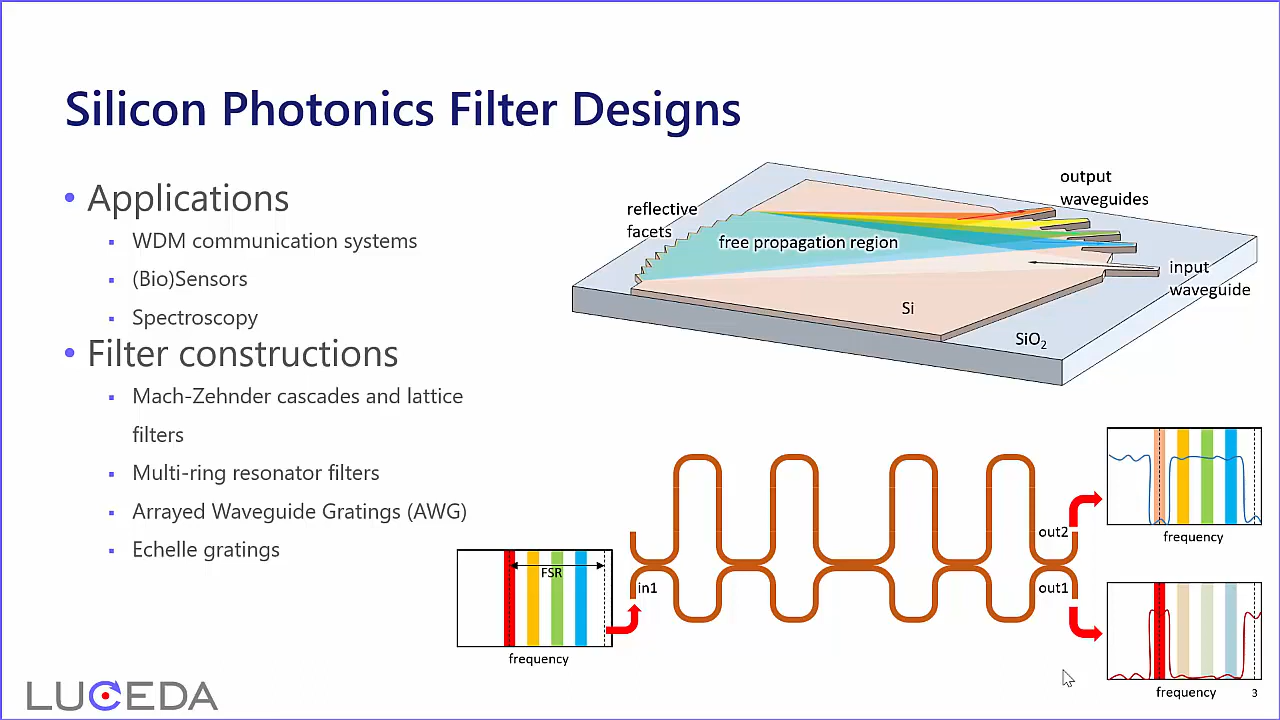 Silicon Photonics Filter Designs
• Applications
▪ WDM communication systems
▪ (Bio)Sensors
▪ Spectroscopy
• Filter constructions
▪ Mach-Zehnder cascades and lattice
filters
▪ Multi-ring resonator filters
▪ Arrayed Waveguide Gratings (AWG)
▪ Echelle gratings
output
waveguides
reflective
facets
free propagation region
input
waveguide
Si
SiO₂
FSR
frequency
in1
out2
out1
frequency
frequency
3
LUCEDA